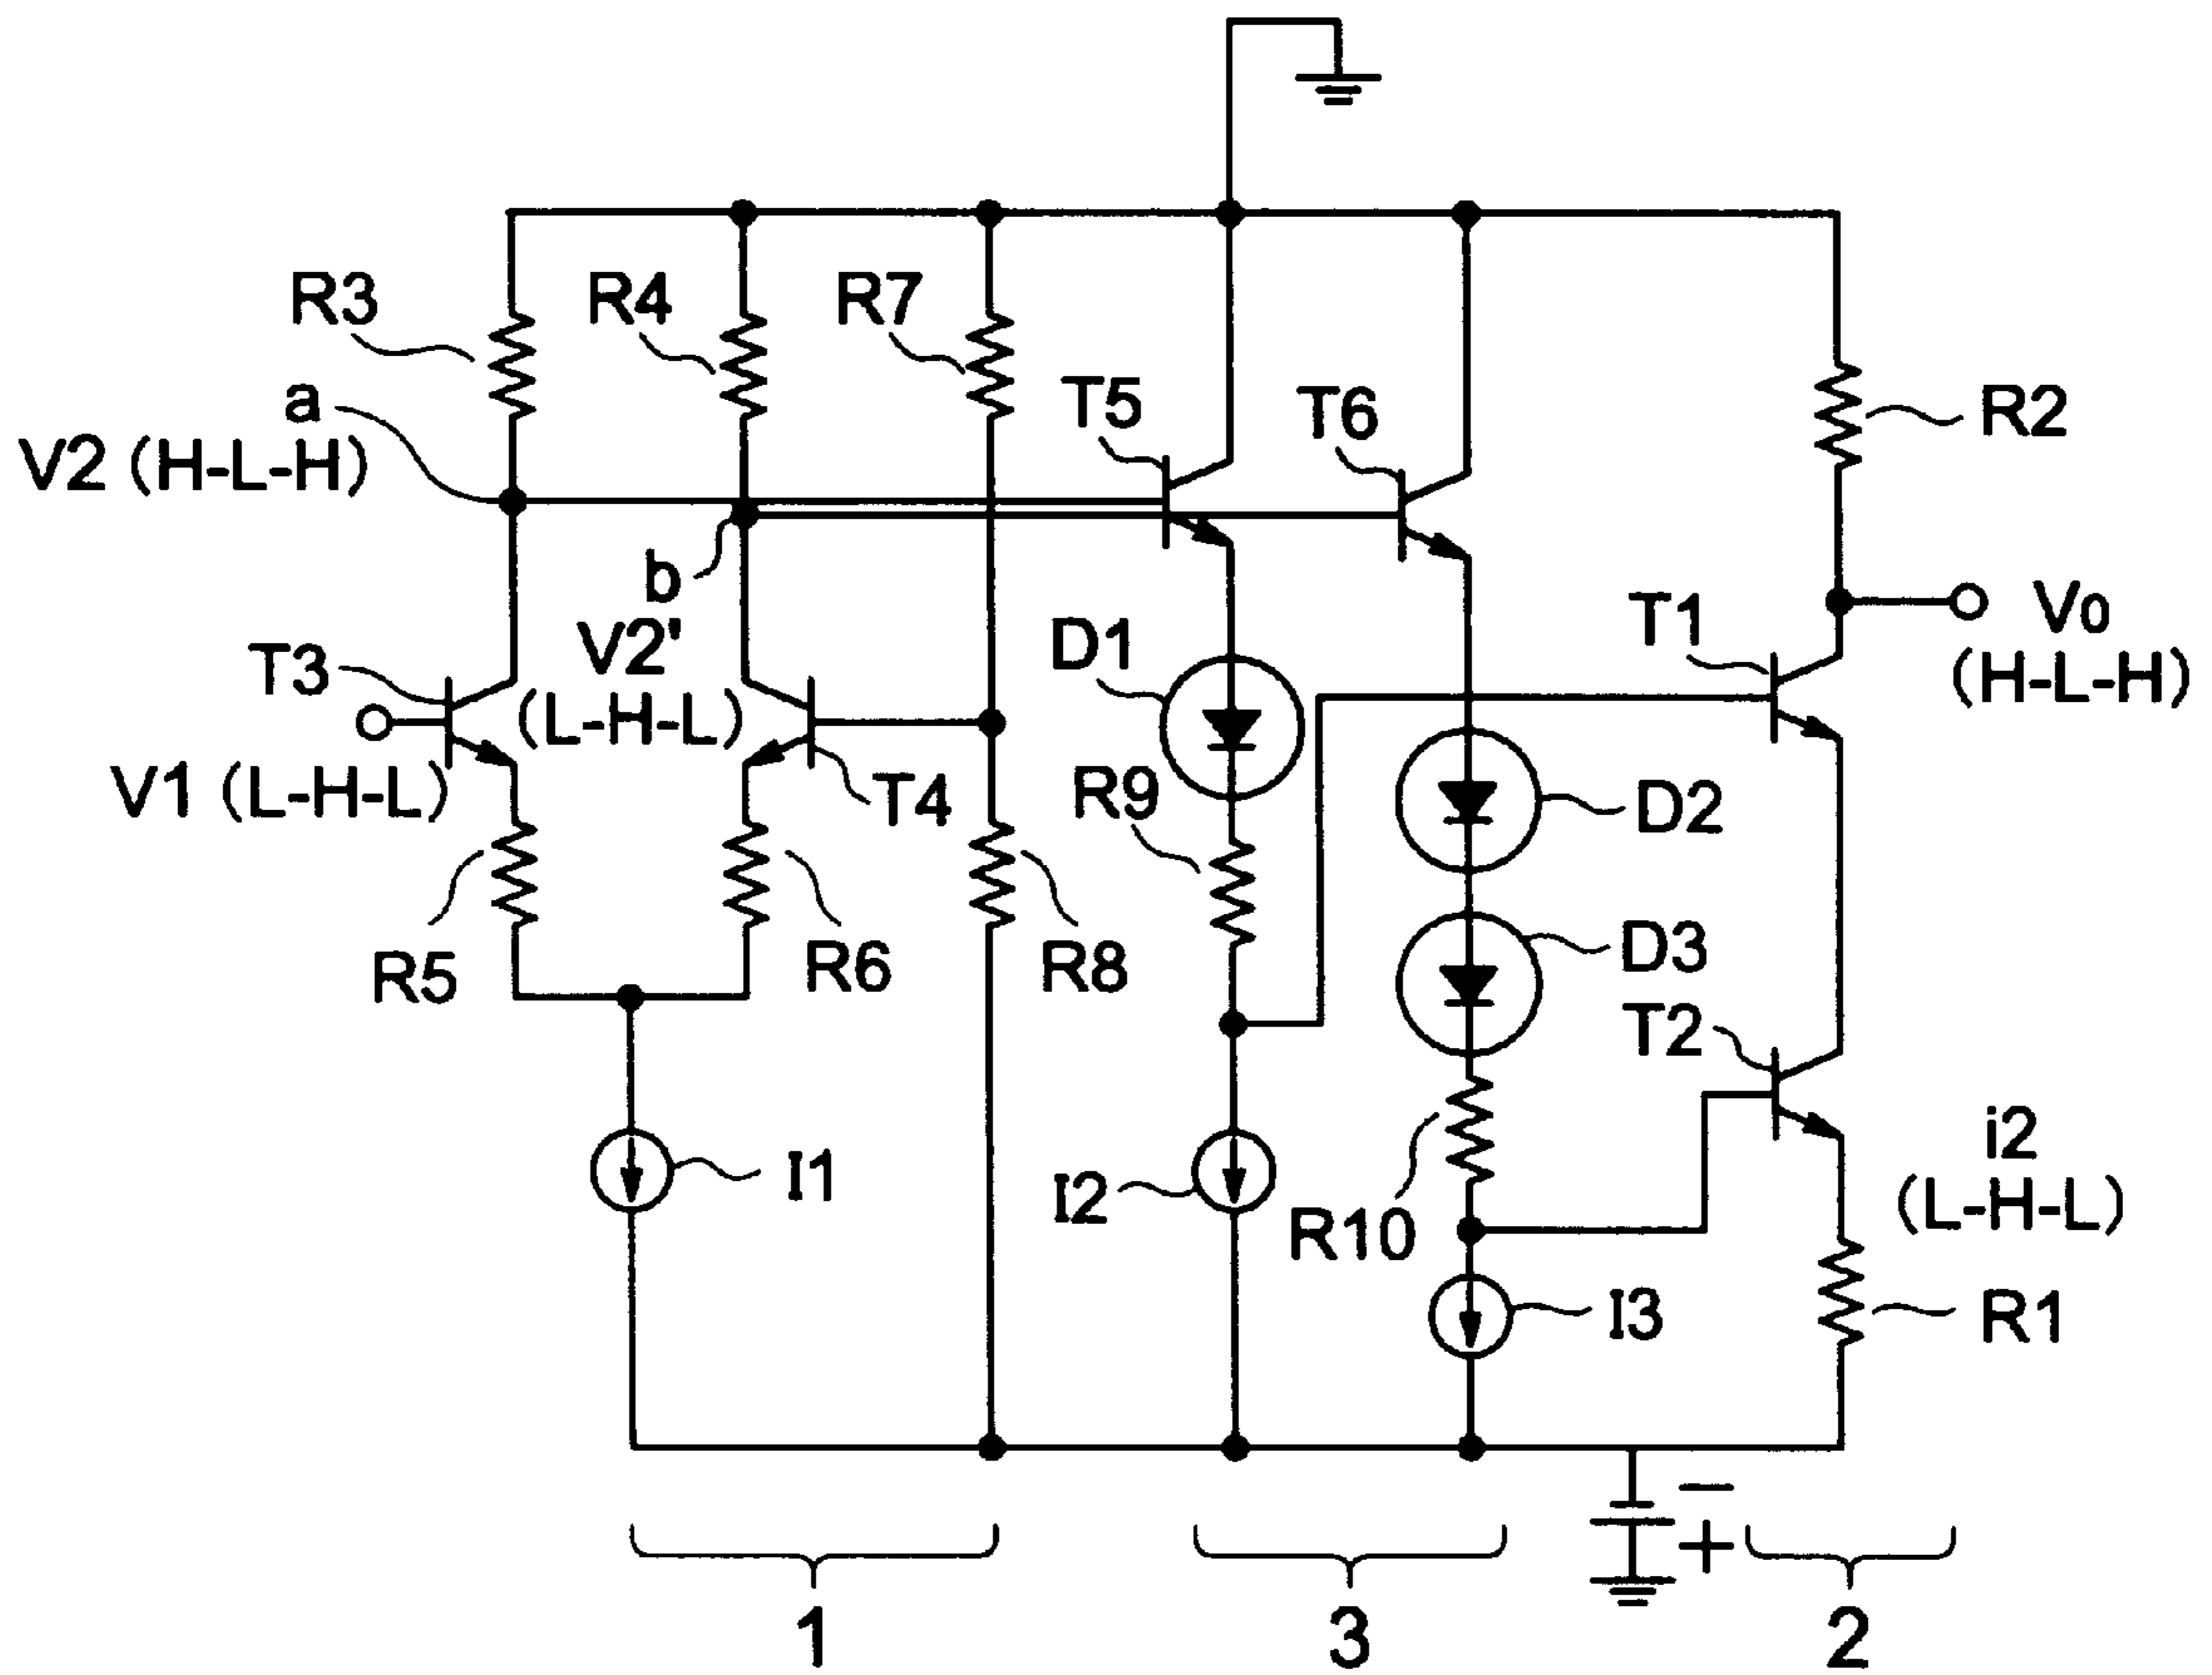 R3
R4
R7
a
T5
T6
R2
V2 (H-L-H)
b
V2'
(L-H-L)
T3
D1
T1
Vo
(H-L-H)
V1 (L-H-L)
T4
R9
D2
R5
R6
R8
D3
T2
I1
I2
R10
i2
(L-H-L)
I3
R1
−
+
1
3
2